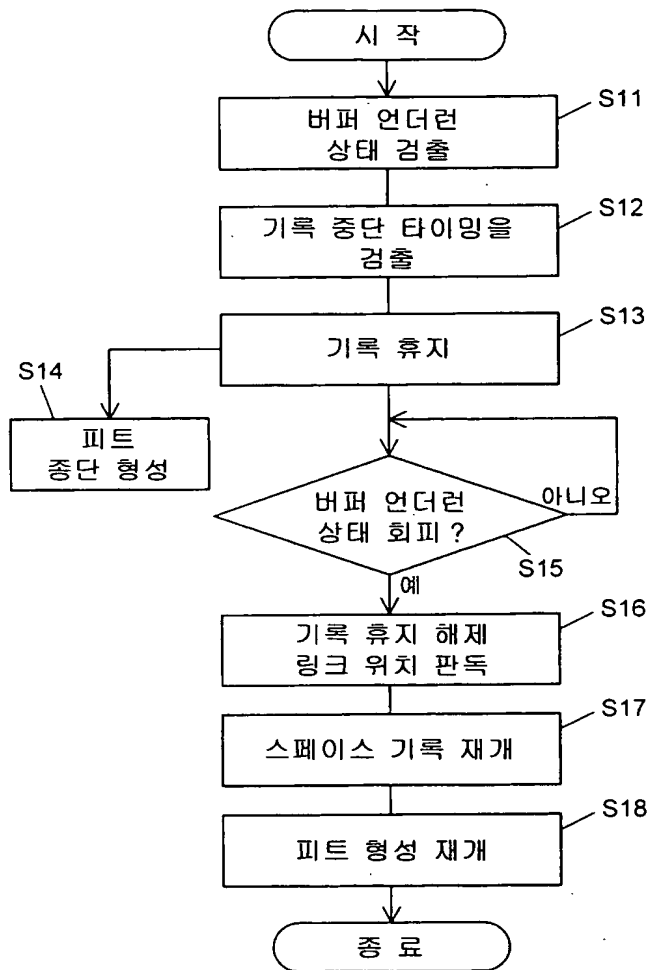 시 작
S11
버퍼 언더런
상태 검출
S12
기록 중단 타이밍을
검출
S13
기록 휴지
S14
피트
종단 형성
버퍼 언더런
상태 회피?
아니오
S15
예
S16
기록 휴지 해제
링크 위치 판독
S17
스페이스 기록 재개
S18
피트 형성 재개
종 료